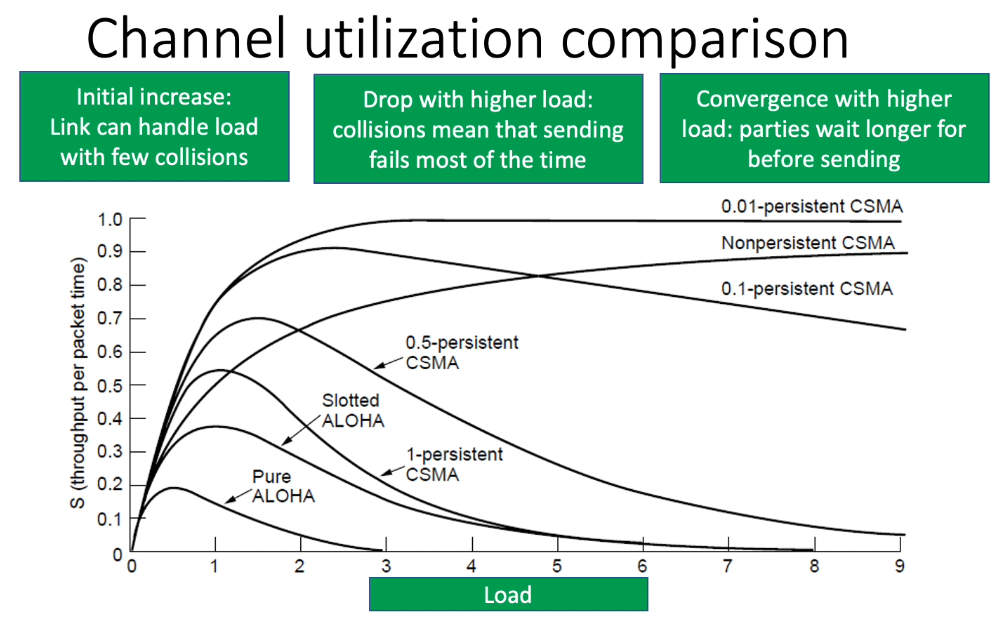 Channel utilization comparison
Initial increase:
Link can handle load
with few collisions
Drop with higher load:
collisions mean that sending
fails most of the time
Convergence with higher
load: parties wait longer for
before sending
S (throughput per packet time)
1.0
0.9
0.8
0.7
0.6
0.5
0.4
0.3
0.2
0.1
0
0.01-persistent CSMA
Nonpersistent CSMA
0.1-persistent CSMA
0.5-persistent
CSMA
Slotted
ALOHA
1-persistent
CSMA
Pure
ALOHA
0 1 2 3 4 5 6 7 8 9
Load